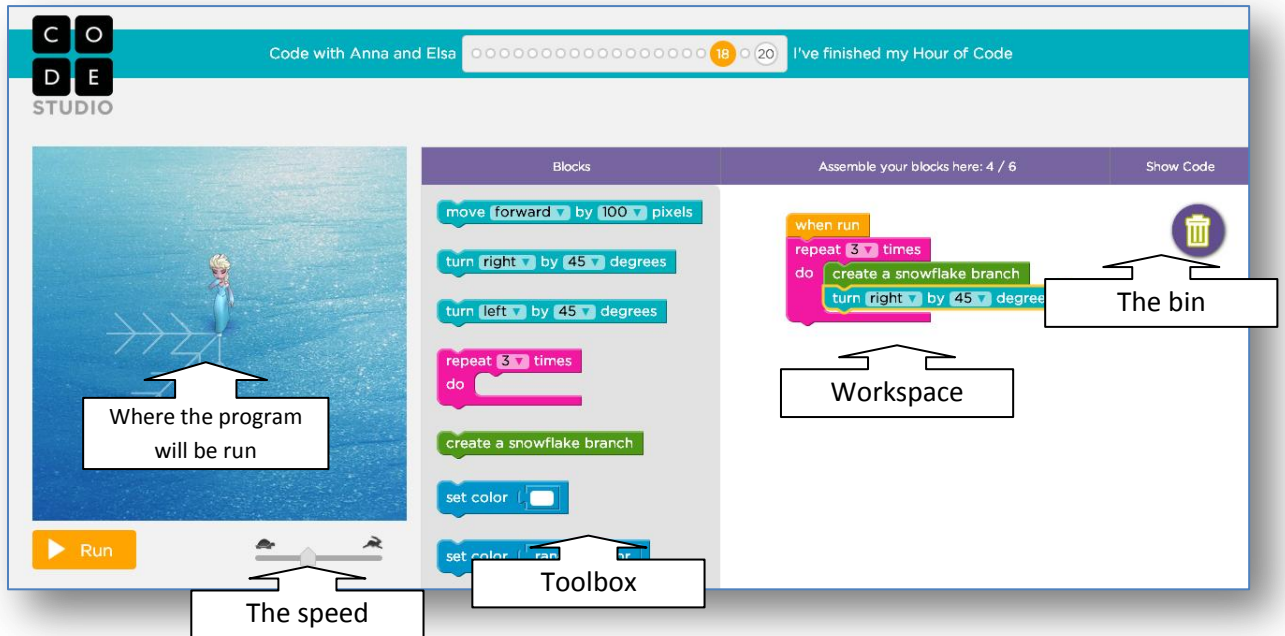 C O
D E
STUDIO
Code with Anna and Elsa
18
20
I've finished my Hour of Code
Blocks
Assemble your blocks here: 4 / 6
Show Code
move forward by 100 pixels
turn right by 45 degrees
turn left by 45 degrees
repeat 3 times
do
create a snowflake branch
set color
set color
when run
repeat 3 times
do
create a snowflake branch
turn right by 45
The bin
Workspace
Where the program
will be run
Run
Toolbox
The speed